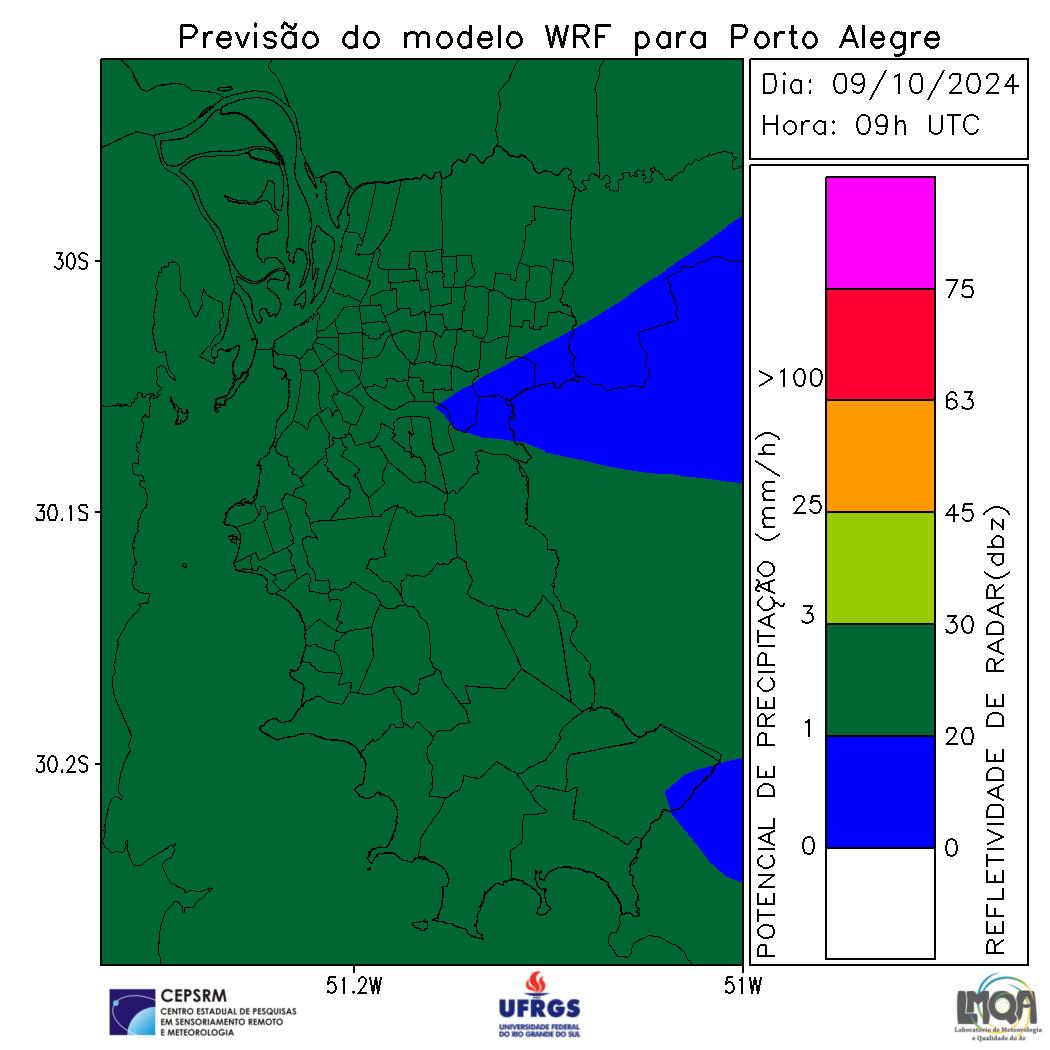 Previsão do modelo WRF para Porto Alegre
Dia: 09/10/2024
Hora: 09h UTC
30S
30.1S
30.2S
51.2W
51W
POTENCIAL DE PRECIPITAÇÃO (mm/h)
>100
25
3
1
0
75
63
45
30
20
0
REFLETIVIDADE DE RADAR(dbz)
CEPSRM
CENTRO ESTADUAL DE PESQUISAS
EM SENSORIAMENTO REMOTO
E METEOROLOGIA
UFRGS
UNIVERSIDADE FEDERAL
DO RIO GRANDE DO SUL
LMQA
Laboratório de Meteorologia
e Qualidade do Ar